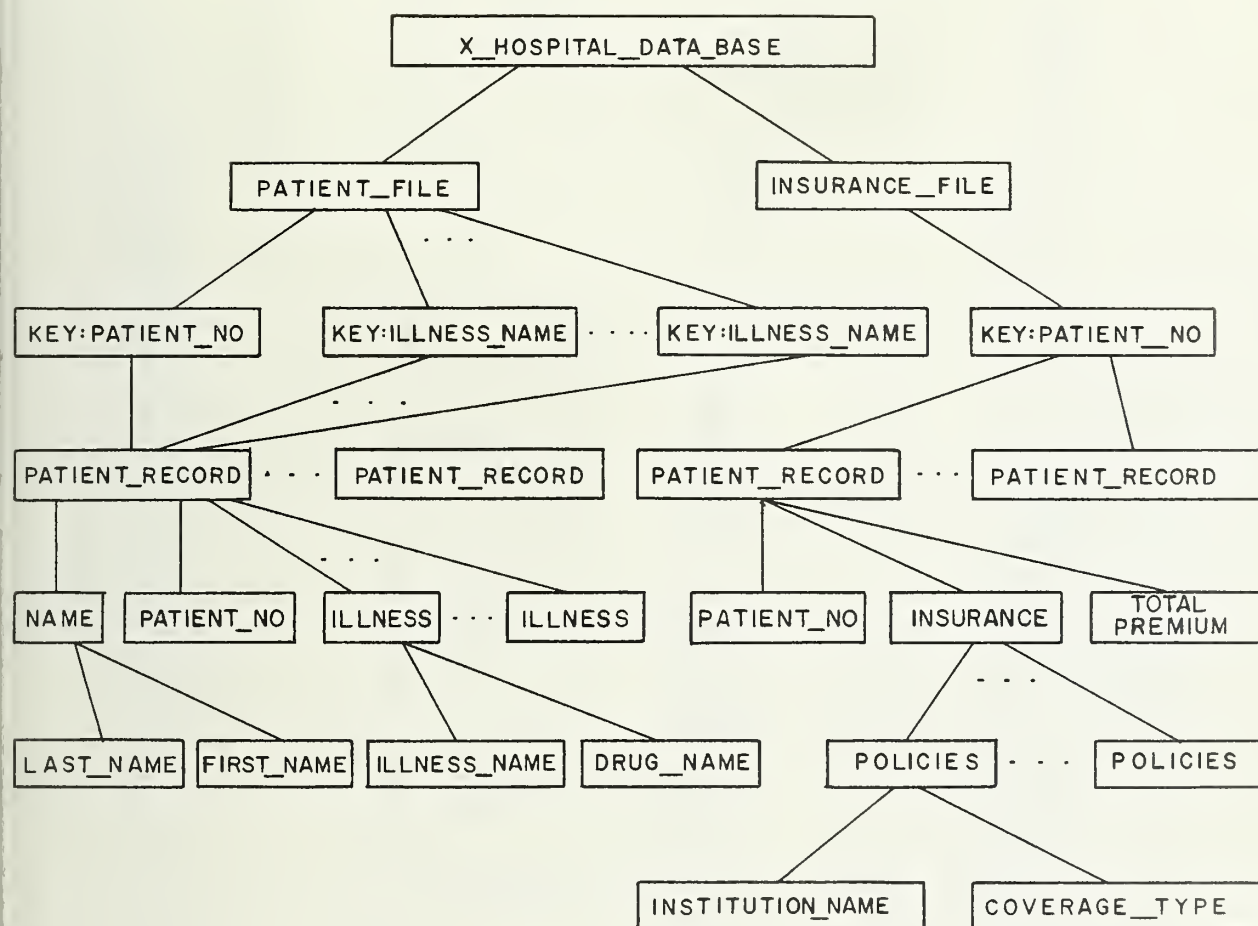 X_HOSPITAL_DATA_BASE
PATIENT_FILE
INSURANCE_FILE
. . .
KEY:PATIENT_NO
KEY:ILLNESS_NAME
. . . .
KEY:ILLNESS_NAME
KEY:PATIENT_NO
. . .
PATIENT_RECORD
. . .
PATIENT_RECORD
PATIENT_RECORD
. . .
PATIENT_RECORD
. . .
NAME
PATIENT_NO
ILLNESS
. . .
ILLNESS
PATIENT_NO
INSURANCE
TOTAL
PREMIUM
. . .
LAST_NAME
FIRST_NAME
ILLNESS_NAME
DRUG_NAME
POLICIES
. . .
POLICIES
INSTITUTION_NAME
COVERAGE_TYPE